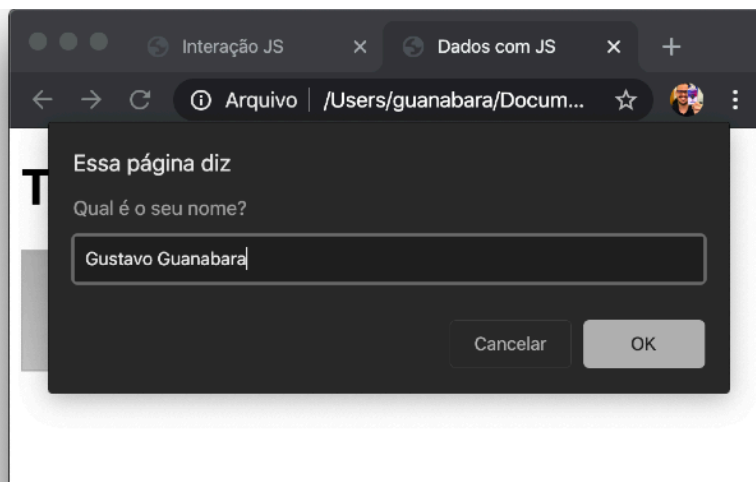 Interação JS
Dados com JS
Arquivo /Users/guanabara/Docum...
Essa página diz
T
Qual é o seu nome?
Gustavo Guanabara
Cancelar
OK